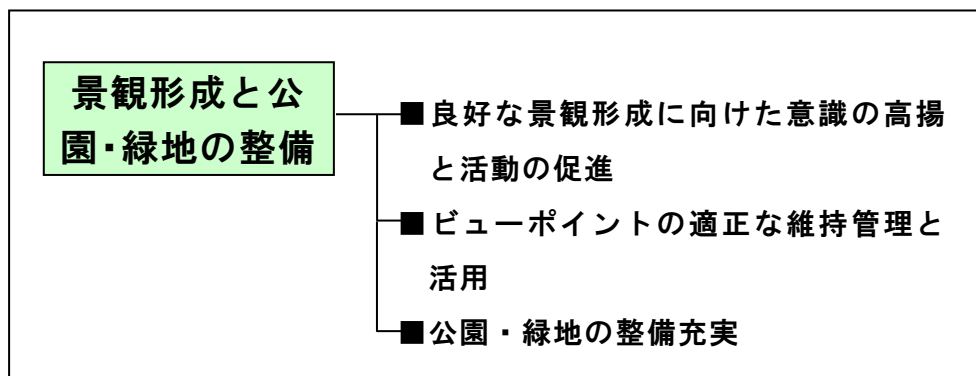 景観形成と公
園・緑地の整備
■良好な景観形成に向けた意識の高揚
と活動の促進
■ビューポイントの適正な維持管理と
活用
■公園・緑地の整備充実